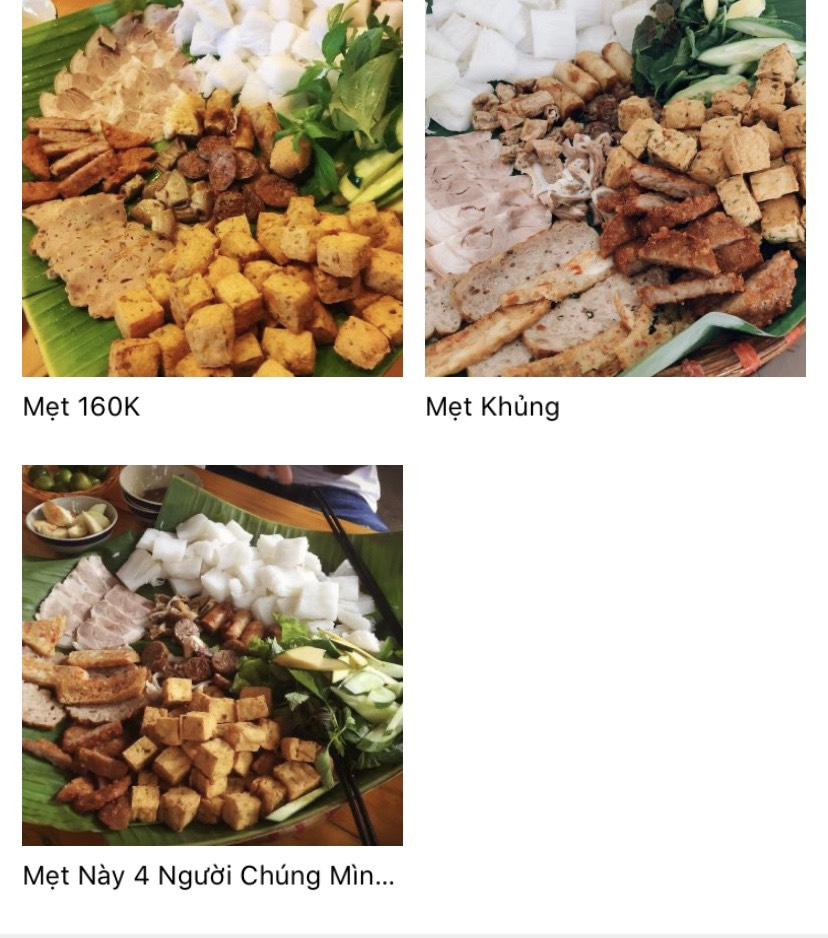 Mẹt 160K
Mẹt Khủng
Mẹt Này 4 Người Chúng Mìn...